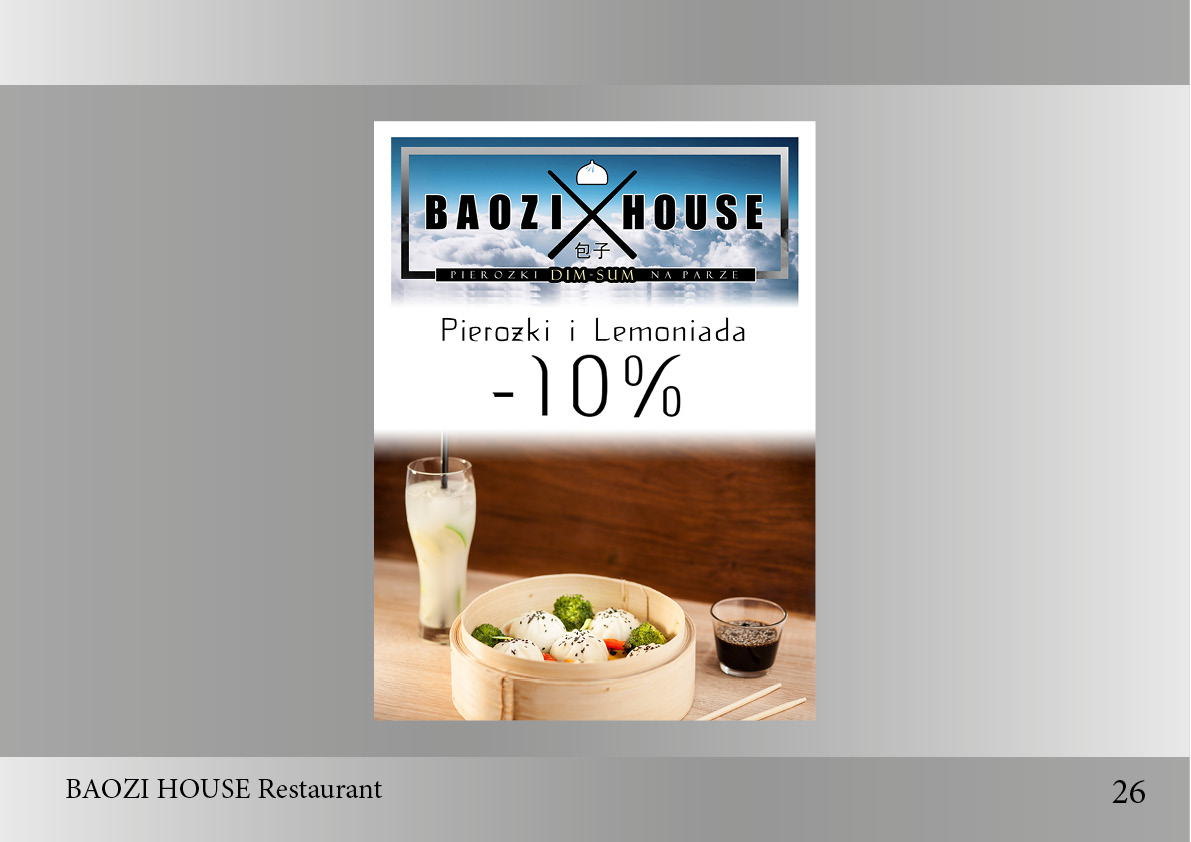 BAOZI HOUSE
包子
PIEROZKI DIM-SUM NA PARZE
Pierożki i Lemoniada
-10%
BAOZI HOUSE Restaurant
26